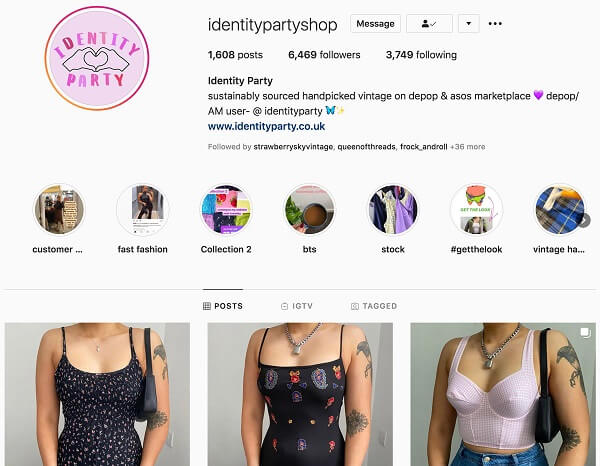 IDENTITY
PARTY
identitypartyshop
Message
1,608 posts 6,469 followers 3,749 following
Identity Party
sustainably sourced handpicked vintage on depop & asos marketplace 💜 depop/
AM user- @ identityparty 🦋✨
www.identityparty.co.uk
Followed by strawberryskyvintage, queenofthreads, frock_androll +36 more
GET THE LOOK
customer ... fast fashion Collection 2 bts stock #getthelook vintage ha...
POSTS IGTV TAGGED